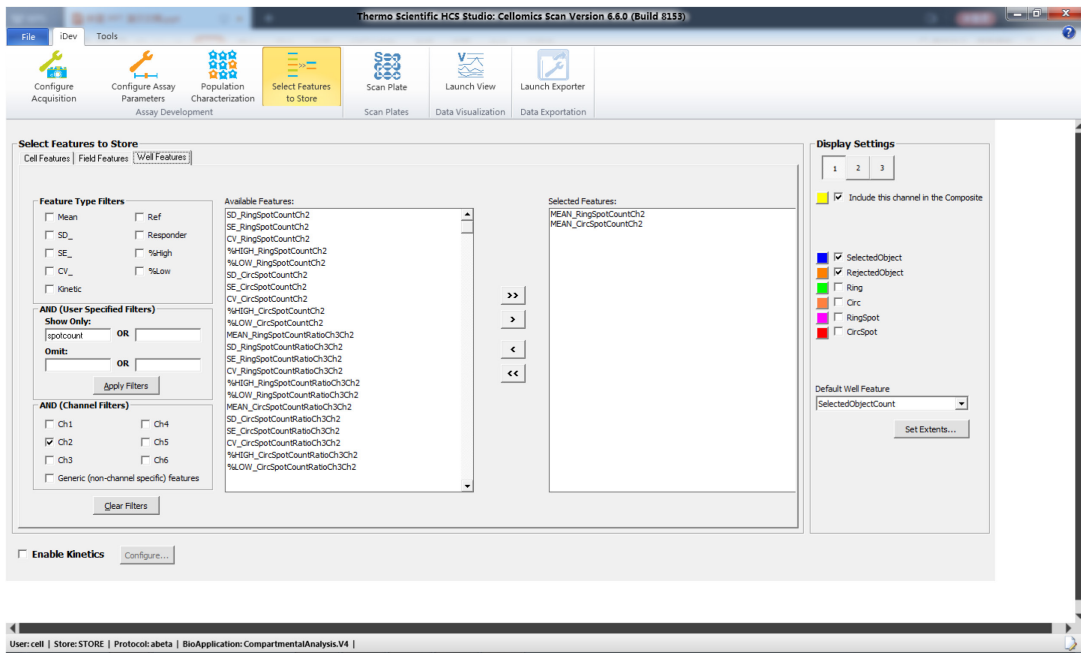 Thermo Scientific HCS Studio: Cellomics Scan Version 6.6.0 (Build 8153)
File iDev Tools
Configure Acquisition
Configure Assay Parameters
Population Characterization
Select Features to Store
Scan Plate
Launch View
Launch Exporter
Assay Development
Scan Plates
Data Visualization
Data Exportation
Select Features to Store
Cell Features Field Features Well Features
Feature Type Filters
Mean Ref
SD_ Responder
SE_ %High
CV_ %Low
Kinetic
AND (User Specified Filters)
Show Only:
spotcount OR
Omit:
OR
Apply Filters
AND (Channel Filters)
Ch1 Ch4
Ch2 Ch5
Ch3 Ch6
Generic (non-channel specific) features
Clear Filters
Available Features:
SD_RingSpotCountCh2
SE_RingSpotCountCh2
CV_RingSpotCountCh2
%HIGH_RingSpotCountCh2
%LOW_RingSpotCountCh2
SD_CircSpotCountCh2
SE_CircSpotCountCh2
CV_CircSpotCountCh2
%HIGH_CircSpotCountCh2
%LOW_CircSpotCountCh2
MEAN_RingSpotCountRatioCh3Ch2
SD_RingSpotCountRatioCh3Ch2
SE_RingSpotCountRatioCh3Ch2
CV_RingSpotCountRatioCh3Ch2
%HIGH_RingSpotCountRatioCh3Ch2
%LOW_RingSpotCountRatioCh3Ch2
MEAN_CircSpotCountRatioCh3Ch2
SD_CircSpotCountRatioCh3Ch2
SE_CircSpotCountRatioCh3Ch2
CV_CircSpotCountRatioCh3Ch2
%HIGH_CircSpotCountRatioCh3Ch2
%LOW_CircSpotCountRatioCh3Ch2
>>
>
<
<<
Selected Features:
MEAN_RingSpotCountCh2
MEAN_CircSpotCountCh2
Display Settings
1 2 3
Include this channel in the Composite
SelectedObject
RejectedObject
Ring
Circ
RingSpot
CircSpot
Default Well Feature
SelectedObjectCount
Set Extents...
Enable Kinetics Configure...
User: cell | Store: STORE | Protocol: abeta | BioApplication: CompartmentalAnalysis.V4 |